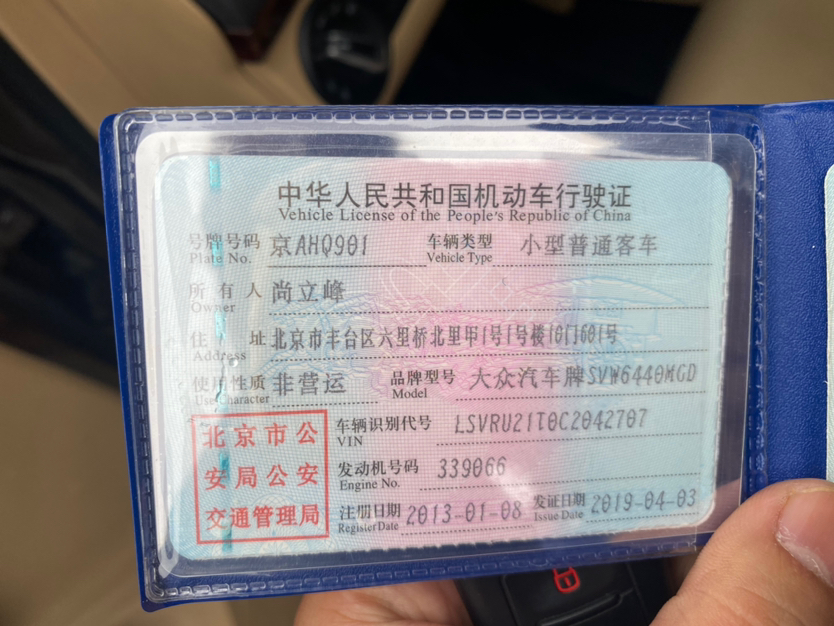 中华人民共和国机动车行驶证
Vehicle License of the People's Republic of China
号牌号码 京AHQ901 车辆类型 小型普通客车
Plate No. Vehicle Type
所有人 尚立峰
Owner
住址 北京市丰台区六里桥北里甲1号1号楼10门1601号
Address
使用性质 非营运 品牌型号 大众汽车牌SVW6440MGD
Use Character Model
北京市公
安局公安
交通管理局
车辆识别代号 LSVRU21T0C2042707
VIN
发动机号码 339066
Engine No.
注册日期 2013-01-08 发证日期 2019-04-03
Register Date Issue Date